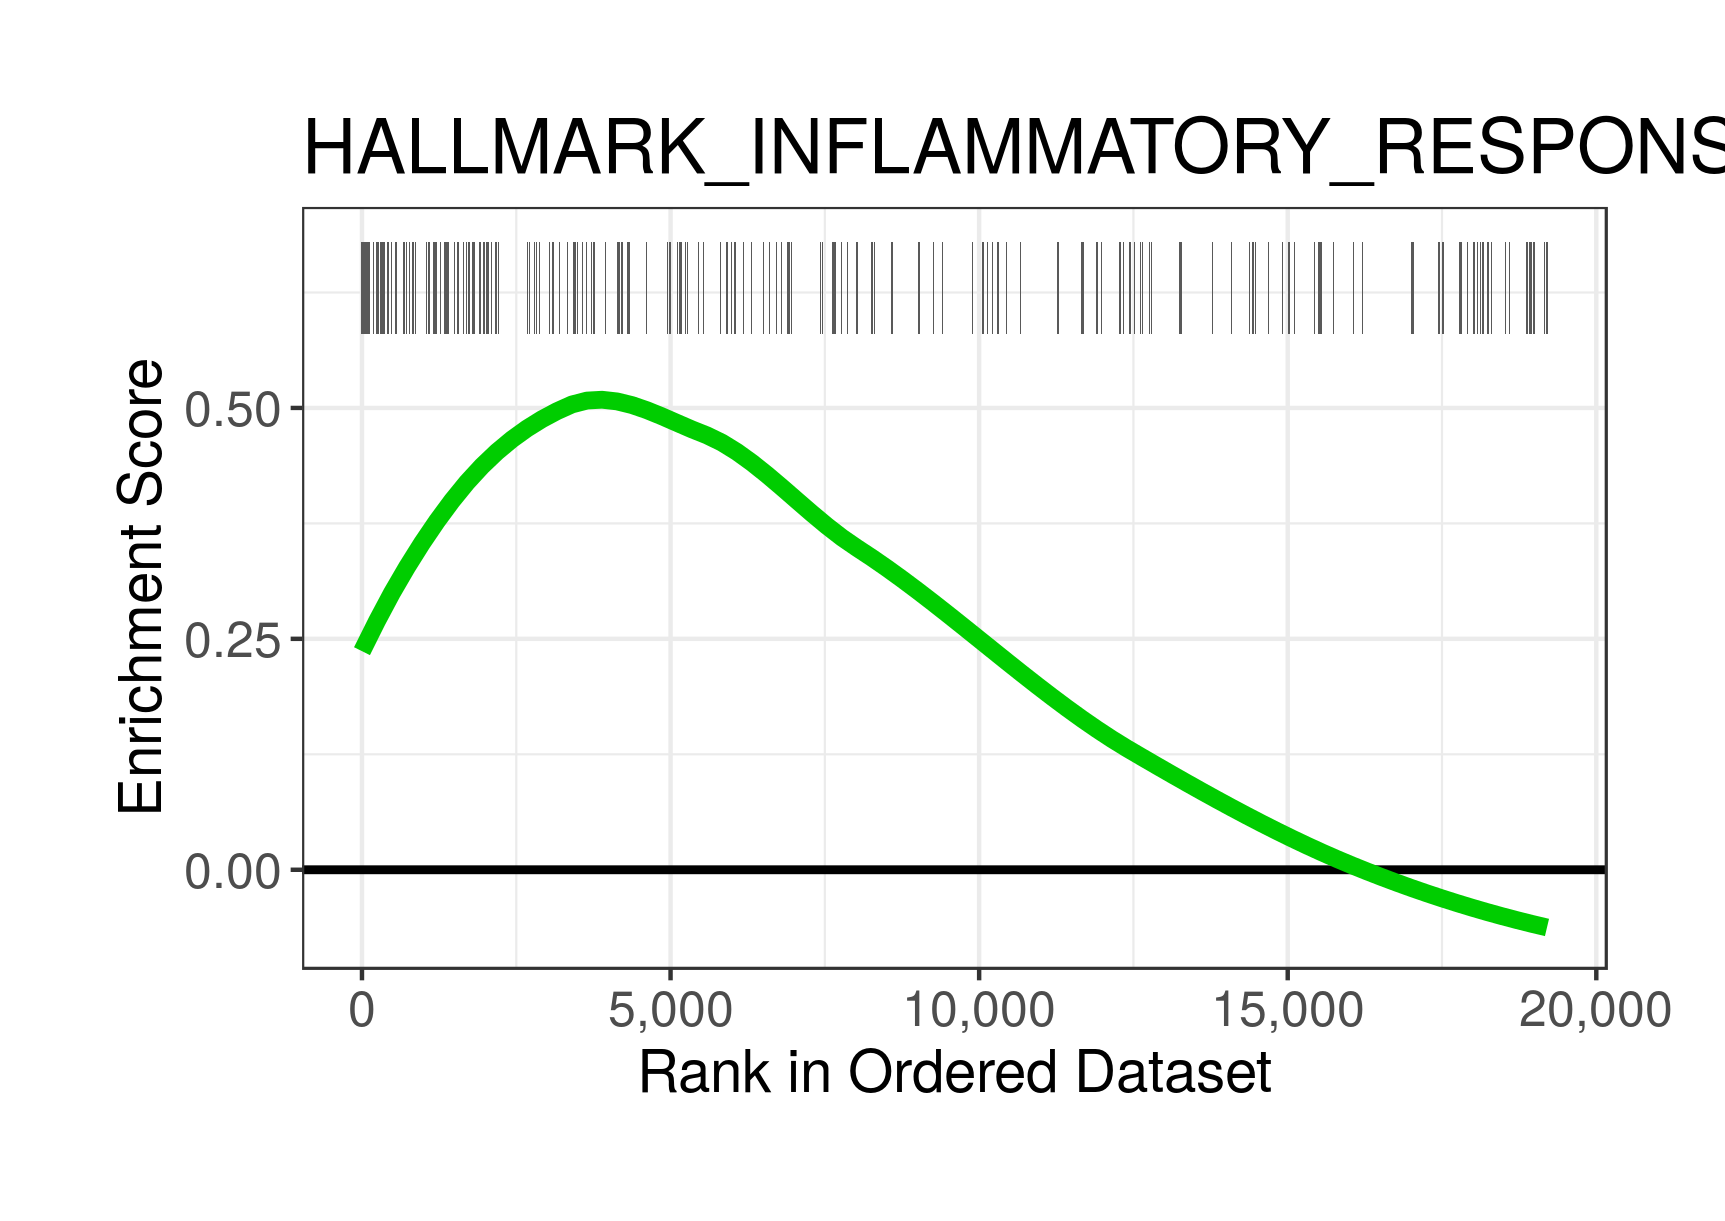 HALLMARK_INFLAMMATORY_RESPONS
Enrichment Score
0.50
0.25
0.00
0 5,000 10,000 15,000 20,000
Rank in Ordered Dataset